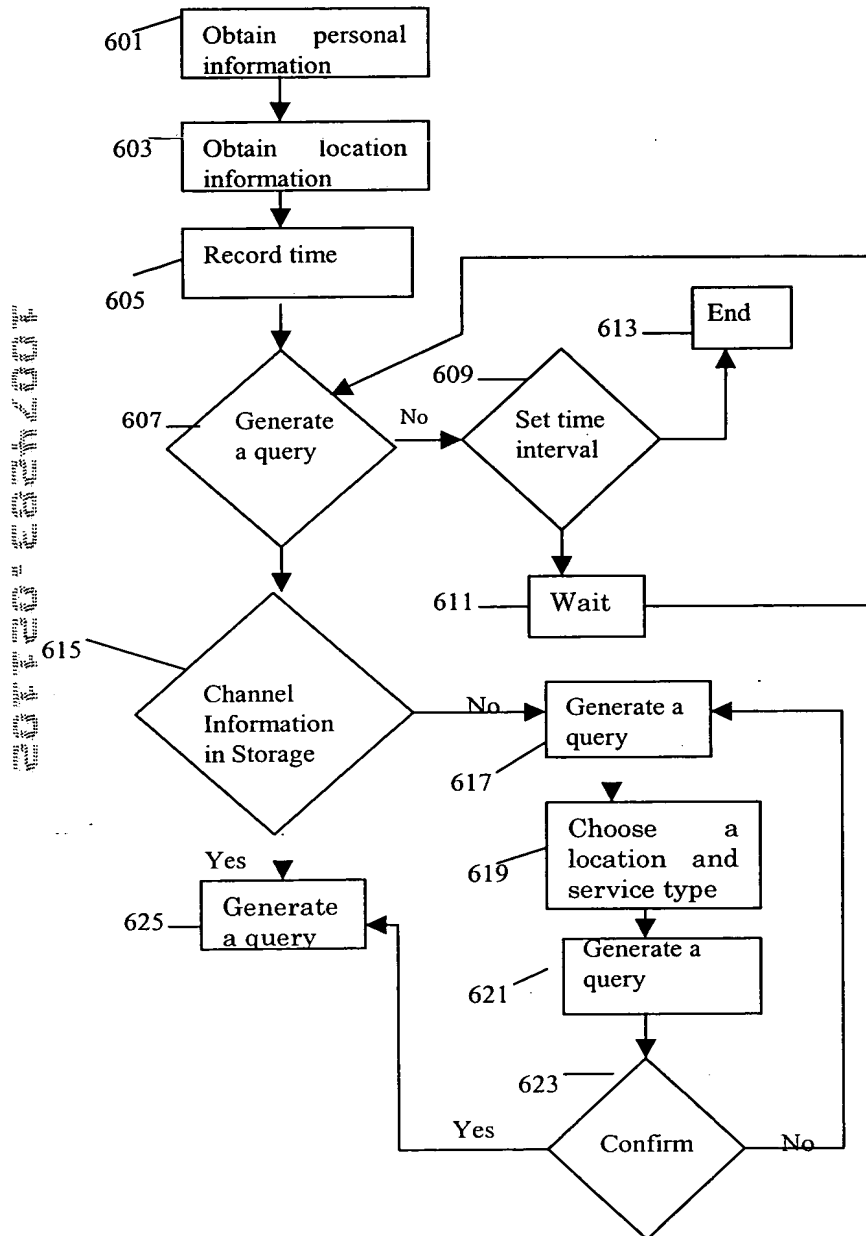 601
Obtain personal
information
603
Obtain location
information
Record time
605
End
613
609
607
Generate
a query
No
Set time
interval
611
Wait
615
Channel
Information
in Storage
No
Generate a
query
617
Choose a
location and
service type
619
Yes
Generate
a query
625
Generate a
query
621
623
Yes
Confirm
No